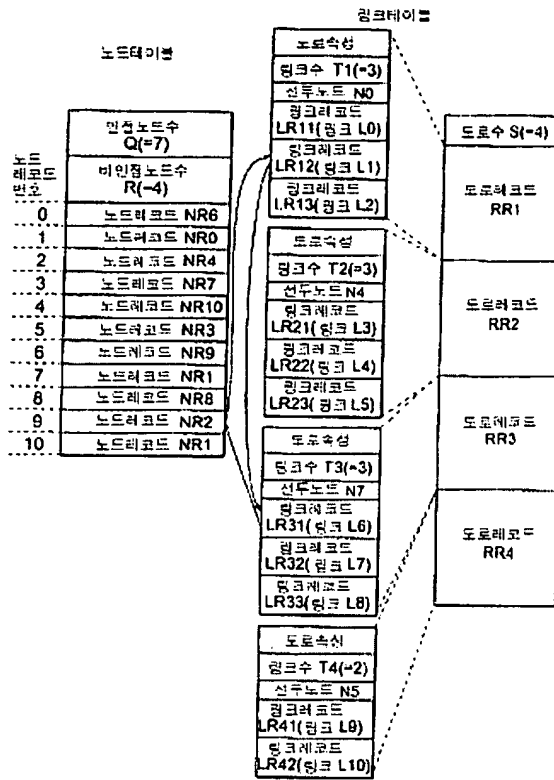 노드테이블
링크테이블
인접노드수
Q(=7)
비인접노드수
R(=4)
노드
레코드
번호
0 노드레코드 NR6
1 노드레코드 NR0
2 노드레코드 NR4
3 노드레코드 NR7
4 노드레코드 NR10
5 노드레코드 NR3
6 노드레코드 NR9
7 노드레코드 NR1
8 노드레코드 NR8
9 노드레코드 NR2
10 노드레코드 NR1
도로속성
링크수 T1(=3)
선두노드 N0
링크레코드
LR11(링크 L0)
링크레코드
LR12(링크 L1)
링크레코드
LR13(링크 L2)
도로속성
링크수 T2(=3)
선두노드 N4
링크레코드
LR21(링크 L3)
링크레코드
LR22(링크 L4)
링크레코드
LR23(링크 L5)
도로속성
링크수 T3(=3)
선두노드 N7
링크레코드
LR31(링크 L6)
링크레코드
LR32(링크 L7)
링크레코드
LR33(링크 L8)
도로속성
링크수 T4(=2)
선두노드 N5
링크레코드
LR41(링크 L9)
링크레코드
LR42(링크 L10)
도로수 S(=4)
도로레코드
RR1
도로레코드
RR2
도로레코드
RR3
도로레코드
RR4